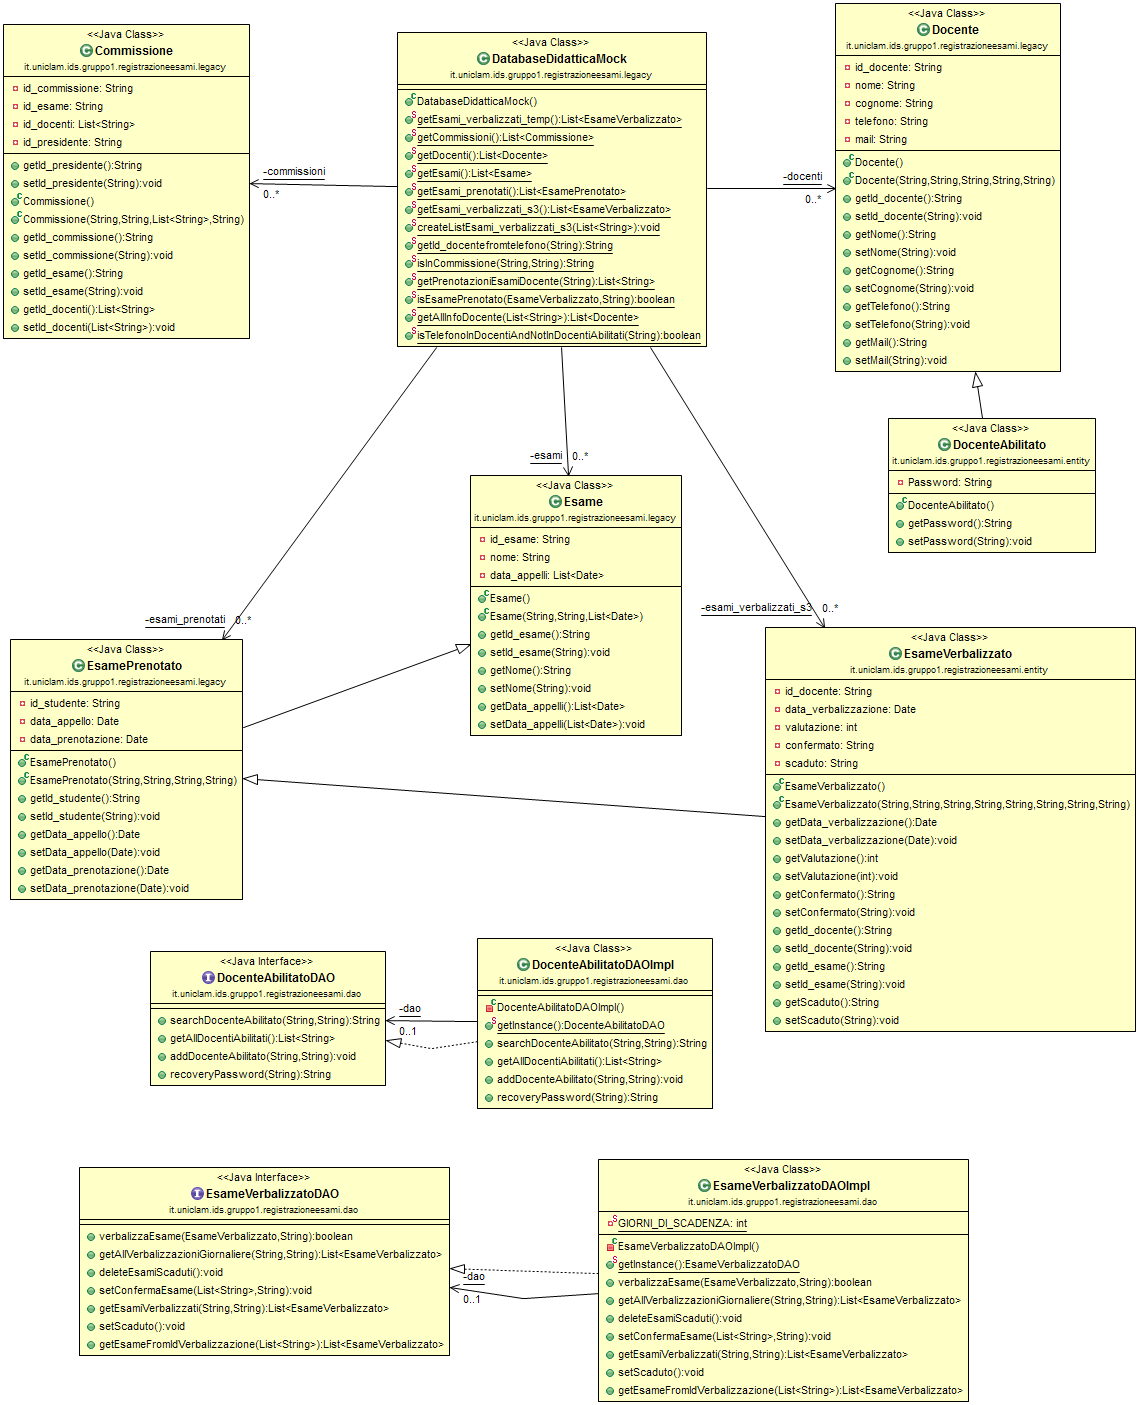 <<Java Class>>
Commissione
it.uniclam.ids.gruppo1.registrazioneesami.legacy
id_commissione: String
id_esame: String
id_docenti: List<String>
id_presidente: String
getId_presidente():String
setId_presidente(String):void
Commissione()
Commissione(String,String,List<String>,String)
getId_commissione():String
setId_commissione(String):void
getId_esame():String
setId_esame(String):void
getId_docenti():List<String>
setId_docenti(List<String>):void
-commissioni
0..*
<<Java Class>>
DatabaseDidatticaMock
it.uniclam.ids.gruppo1.registrazioneesami.legacy
DatabaseDidatticaMock()
getEsami_verbalizzati_temp():List<EsameVerbalizzato>
getCommissioni():List<Commissione>
getDocenti():List<Docente>
getEsami():List<Esame>
getEsami_prenotati():List<EsamePrenotato>
getEsami_verbalizzati_s3():List<EsameVerbalizzato>
createListEsami_verbalizzati_s3(List<String>):void
getId_docentefromtelefono(String):String
isInCommissione(String,String):String
getPrenotazioniEsamiDocente(String):List<String>
isEsamePrenotato(EsameVerbalizzato,String):boolean
getAllInfoDocente(List<String>):List<Docente>
isTelefonoInDocentiAndNotInDocentiAbilitati(String):boolean
-docenti
0..*
<<Java Class>>
Docente
it.uniclam.ids.gruppo1.registrazioneesami.legacy
id_docente: String
nome: String
cognome: String
telefono: String
mail: String
Docente()
Docente(String,String,String,String,String)
getId_docente():String
setId_docente(String):void
getNome():String
setNome(String):void
getCognome():String
setCognome(String):void
getTelefono():String
setTelefono(String):void
getMail():String
setMail(String):void
<<Java Class>>
DocenteAbilitato
it.uniclam.ids.gruppo1.registrazioneesami.entity
Password: String
DocenteAbilitato()
getPassword():String
setPassword(String):void
-esami
0..*
<<Java Class>>
Esame
it.uniclam.ids.gruppo1.registrazioneesami.legacy
id_esame: String
nome: String
data_appelli: List<Date>
Esame()
Esame(String,String,List<Date>)
getId_esame():String
setId_esame(String):void
getNome():String
setNome(String):void
getData_appelli():List<Date>
setData_appelli(List<Date>):void
-esami_prenotati
0..*
<<Java Class>>
EsamePrenotato
it.uniclam.ids.gruppo1.registrazioneesami.legacy
id_studente: String
data_appello: Date
data_prenotazione: Date
EsamePrenotato()
EsamePrenotato(String,String,String,String)
getId_studente():String
setId_studente(String):void
getData_appello():Date
setData_appello(Date):void
getData_prenotazione():Date
setData_prenotazione(Date):void
-esami_verbalizzati_s3
0..*
<<Java Class>>
EsameVerbalizzato
it.uniclam.ids.gruppo1.registrazioneesami.entity
id_docente: String
data_verbalizzazione: Date
valutazione: int
confermato: String
scaduto: String
EsameVerbalizzato()
EsameVerbalizzato(String,String,String,String,String,String,String,String)
getData_verbalizzazione():Date
setData_verbalizzazione(Date):void
getValutazione():int
setValutazione(int):void
getConfermato():String
setConfermato(String):void
getId_docente():String
setId_docente(String):void
getId_esame():String
setId_esame(String):void
getScaduto():String
setScaduto(String):void
<<Java Interface>>
DocenteAbilitatoDAO
it.uniclam.ids.gruppo1.registrazioneesami.dao
searchDocenteAbilitato(String,String):String
getAllDocentiAbilitati():List<String>
addDocenteAbilitato(String,String):void
recoveryPassword(String):String
-dao
0..1
<<Java Class>>
DocenteAbilitatoDAOImpl
it.uniclam.ids.gruppo1.registrazioneesami.dao
DocenteAbilitatoDAOImpl()
getInstance():DocenteAbilitatoDAO
searchDocenteAbilitato(String,String):String
getAllDocentiAbilitati():List<String>
addDocenteAbilitato(String,String):void
recoveryPassword(String):String
<<Java Interface>>
EsameVerbalizzatoDAO
it.uniclam.ids.gruppo1.registrazioneesami.dao
verbalizzaEsame(EsameVerbalizzato,String):boolean
getAllVerbalizzazioniGiornaliere(String,String):List<EsameVerbalizzato>
deleteEsamiScaduti():void
setConfermaEsame(List<String>,String):void
getEsamiVerbalizzati(String,String):List<EsameVerbalizzato>
setScaduto():void
getEsameFromIdVerbalizzazione(List<String>):List<EsameVerbalizzato>
-dao
0..1
<<Java Class>>
EsameVerbalizzatoDAOImpl
it.uniclam.ids.gruppo1.registrazioneesami.dao
GIORNI_DI_SCADENZA: int
EsameVerbalizzatoDAOImpl()
getInstance():EsameVerbalizzatoDAO
verbalizzaEsame(EsameVerbalizzato,String):boolean
getAllVerbalizzazioniGiornaliere(String,String):List<EsameVerbalizzato>
deleteEsamiScaduti():void
setConfermaEsame(List<String>,String):void
getEsamiVerbalizzati(String,String):List<EsameVerbalizzato>
setScaduto():void
getEsameFromIdVerbalizzazione(List<String>):List<EsameVerbalizzato>